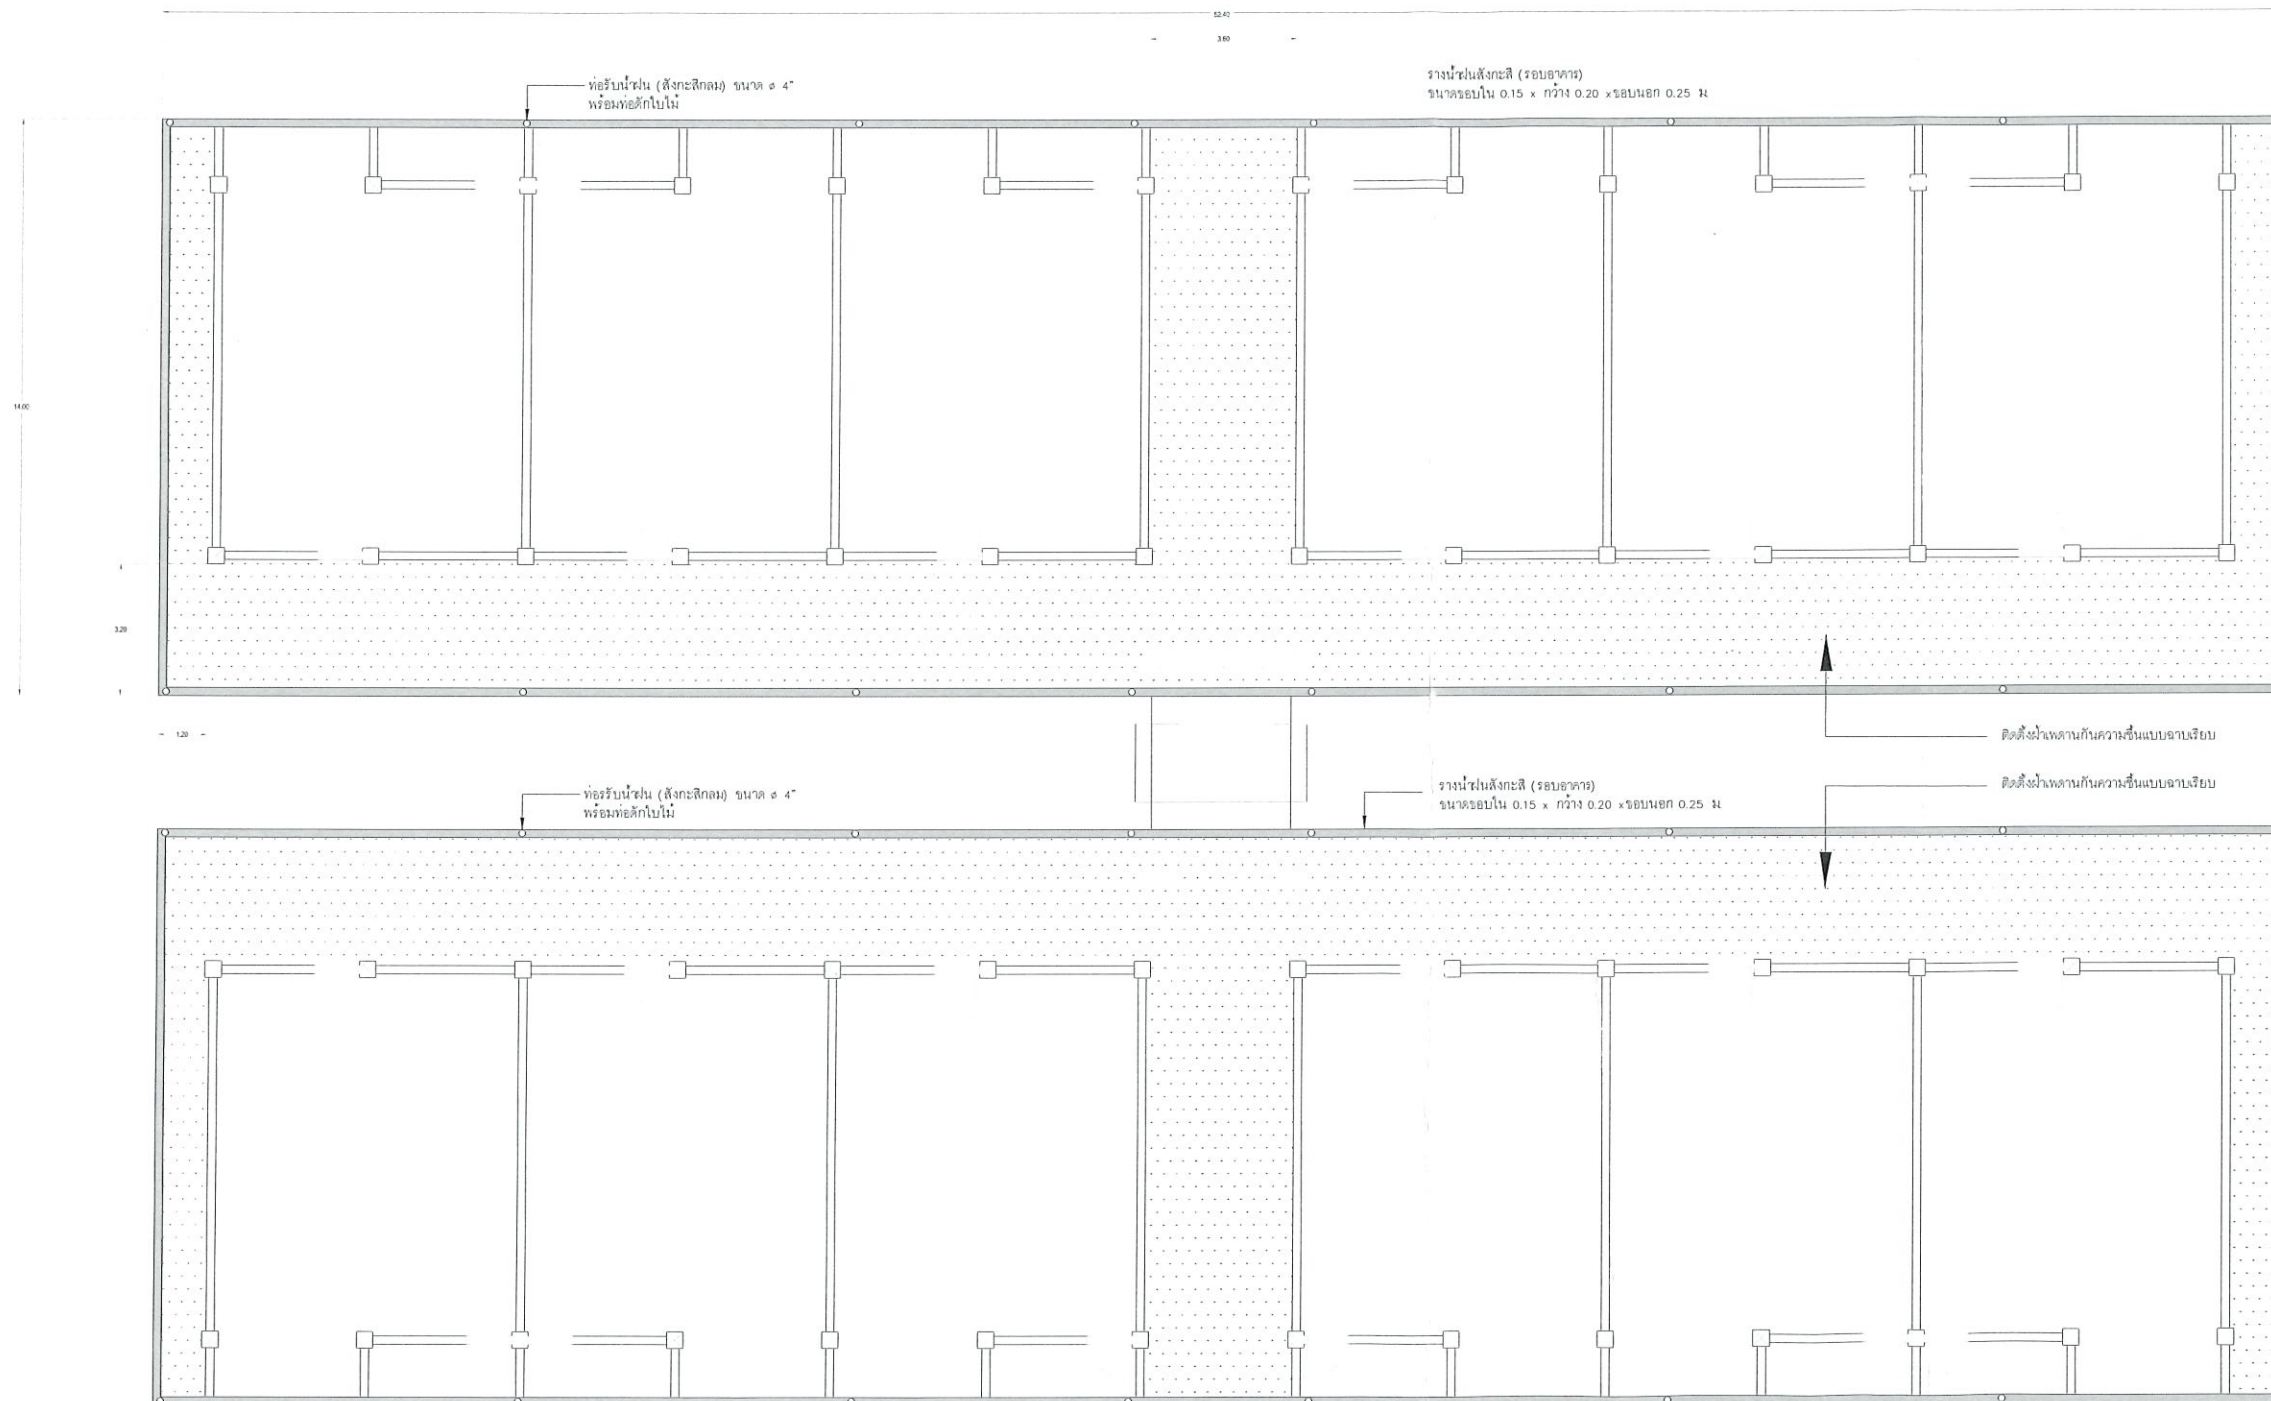 52.40
3.60
ท่อรับน้ำฝน (สังกะสีกลม) ขนาด ø 4"
พร้อมท่อดักใบไม้
รางน้ำฝนสังกะสี (รอบอาคาร)
ขนาดขอบใน 0.15 x กว้าง 0.20 x ขอบนอก 0.25 ม.
14.00
3.20
1.20
ติดตั้งฝ้าเพดานกันความชื้นแบบฉาบเรียบ
ท่อรับน้ำฝน (สังกะสีกลม) ขนาด ø 4"
พร้อมท่อดักใบไม้
รางน้ำฝนสังกะสี (รอบอาคาร)
ขนาดขอบใน 0.15 x กว้าง 0.20 x ขอบนอก 0.25 ม.
ติดตั้งฝ้าเพดานกันความชื้นแบบฉาบเรียบ